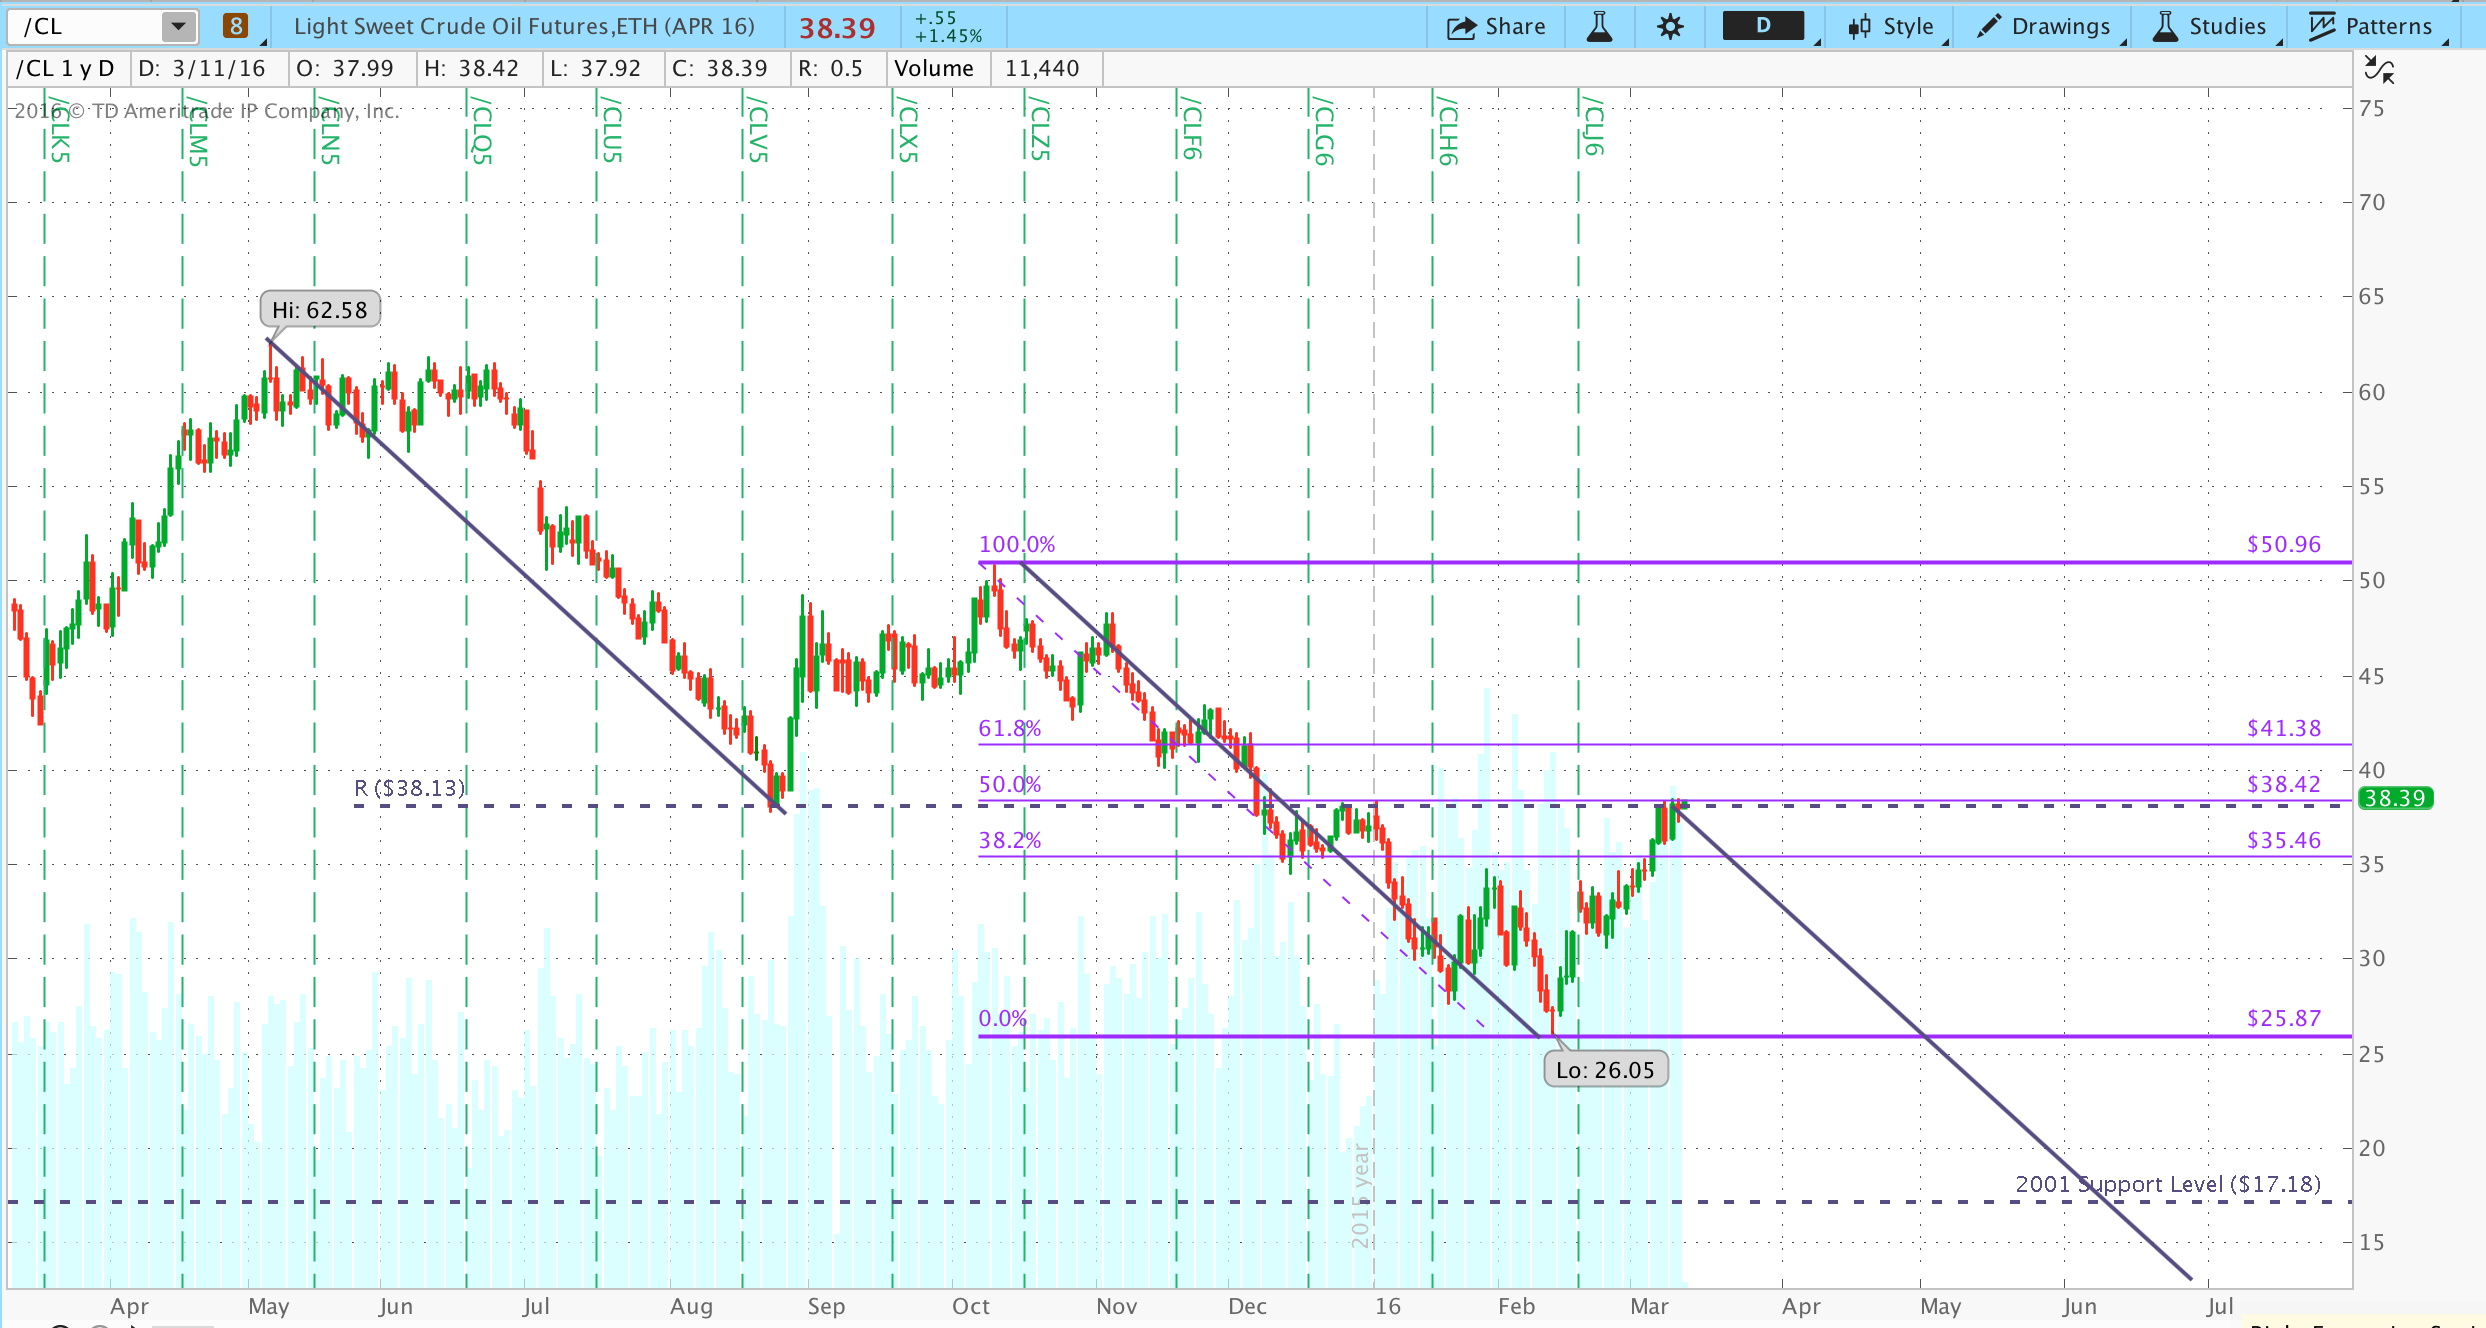 /CL 8 Light Sweet Crude Oil Futures,ETH (APR 16) 38.39 +.55 +1.45% Share D Style Drawings Studies Patterns
/CL 1 y D D: 3/11/16 O: 37.99 H: 38.42 L: 37.92 C: 38.39 R: 0.5 Volume 11,440
2016 © TD Ameritrade IP Company, Inc.
/CLK5 /CLM5 /CLN5 /CLQ5 /CLU5 /CLV5 /CLX5 /CLZ5 /CLF6 /CLG6 /CLH6 /CLJ6
75
70
65
Hi: 62.58
60
55
100.0% $50.96
50
45
61.8% $41.38
40
R ($38.13) 50.0% $38.42
38.39
38.2% $35.46
35
30
0.0% $25.87
25
Lo: 26.05
20
2015 year
2001 Support Level ($17.18)
15
Apr May Jun Jul Aug Sep Oct Nov Dec 16 Feb Mar Apr May Jun Jul